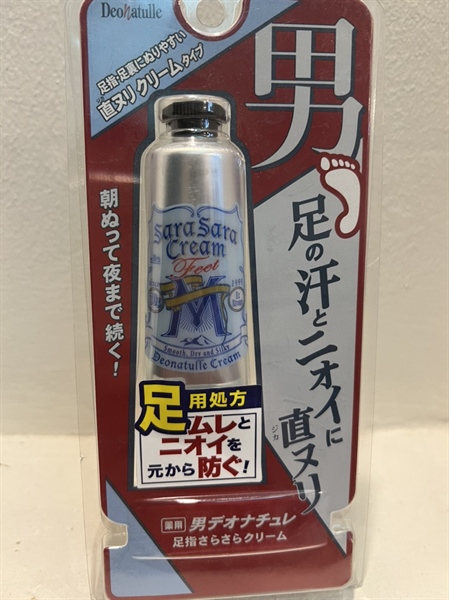 Deonatulle
足指・足裏にぬりやすい
直ヌリクリームタイプ
男
足の汗とニオイに
直ヌリ
ジカ
朝ぬって夜まで続く!
Sara Sara
Cream
Feet
M
Smooth, Dry and Silky
Deonatulle Cream
足用処方
ムレと
ニオイを
元から防ぐ!
薬用 男デオナチュレ
足指さらさらクリーム